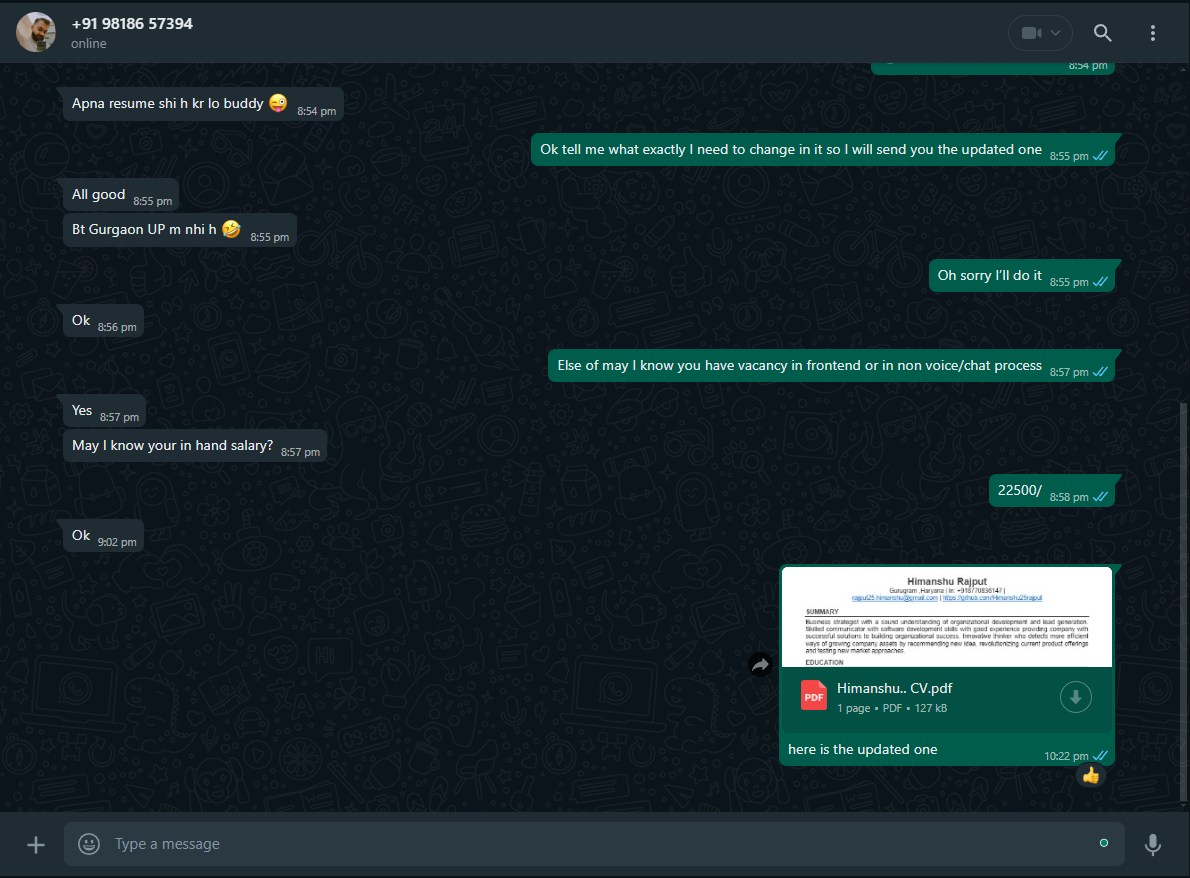 +91 98186 57394
online
8:54 pm
Apna resume shi h kr lo buddy 😜 8:54 pm
Ok tell me what exactly I need to change in it so I will send you the updated one 8:55 pm
All good 8:55 pm
Bt Gurgaon UP m nhi h 🤣 8:55 pm
Oh sorry I'll do it 8:55 pm
Ok 8:56 pm
Else of may I know you have vacancy in frontend or in non voice/chat process 8:57 pm
Yes 8:57 pm
May I know your in hand salary? 8:57 pm
22500/ 8:58 pm
Ok 9:02 pm
Himanshu Rajput
Gurugram ,Haryana | In: +918770836147 |
rajput25.himanshu@gmail.com | https://github.com/Himanshu25rajput
SUMMARY
Business strategist with a sound understanding of organizational development and lead generation.
Skilled communicator with software development skills with good experience providing company with
successful solutions to building organizational success. Innovative thinker who detects more efficient
ways of growing company assets by recommending new idea, revolutionizing current product offerings
and testing new market approaches.
EDUCATION
PDF
Himanshu.. CV.pdf
1 page • PDF • 127 kB
here is the updated one
10:22 pm
👍
Type a message